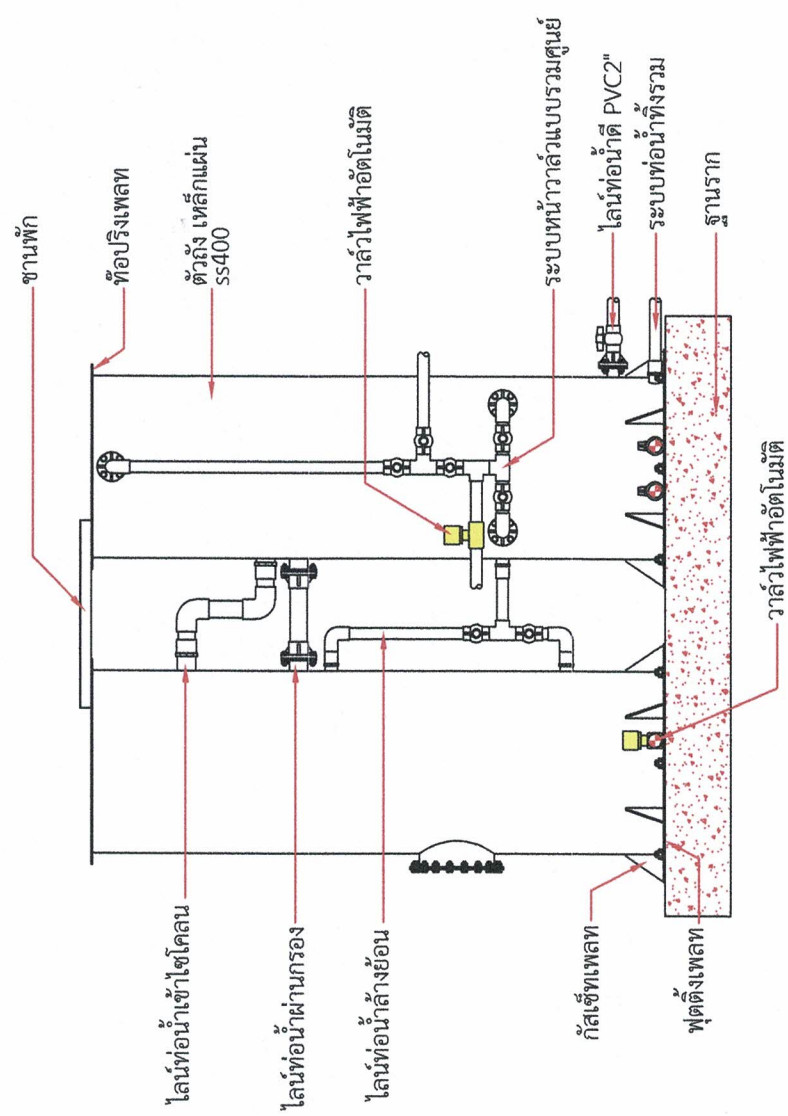 ชานพัก
ท๊อปริงเพลท
ตัวถัง เหล็กแผ่น
ss400
วาล์วไฟฟ้าอัตโนมัติ
ระบบหน้าวาล์วแบบรวมศูนย์
ไลน์ท่อน้ำดี PVC2"
ระบบท่อน้ำทิ้งรวม
ฐานราก
ไลน์ท่อน้ำเข้าไซโคลน
ไลน์ท่อน้ำผ่านกรอง
ไลน์ท่อน้ำล้างย้อน
กัสเซ็ทเพลท
ฟุตติ้งเพลท
วาล์วไฟฟ้าอัตโนมัติ